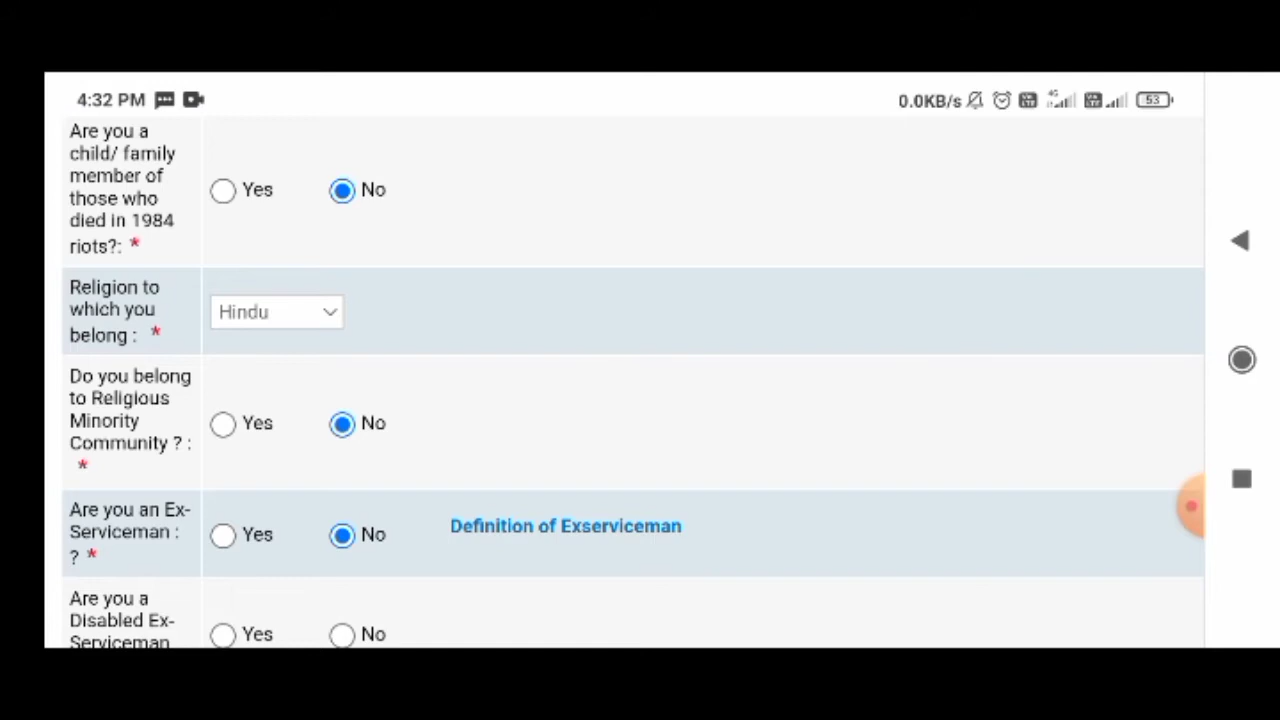 4:32 PM
0.0KB/s
4G
53
Are you a
child/ family
member of
those who
died in 1984
riots?: *
Yes
No
Religion to
which you
belong : *
Hindu
Do you belong
to Religious
Minority
Community ? :
*
Yes
No
Are you an Ex-
Serviceman :
? *
Yes
No
Definition of Exserviceman
Are you a
Disabled Ex-
Serviceman
Yes
No